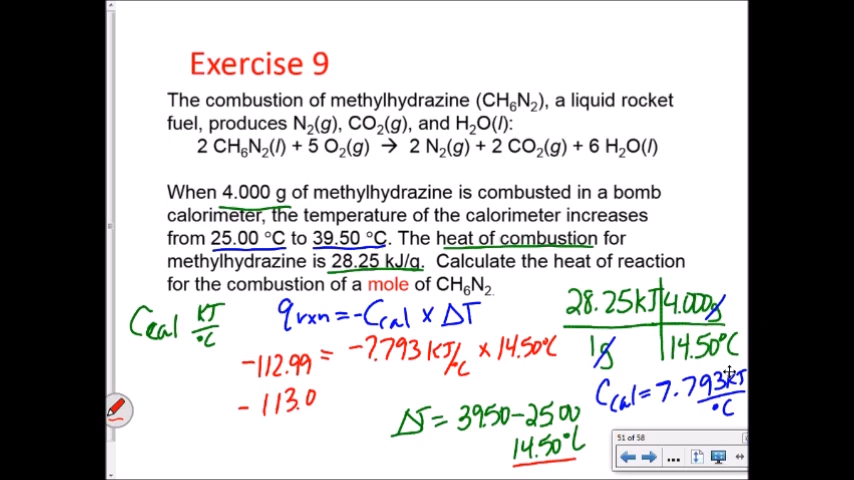 Exercise 9
The combustion of methylhydrazine (CH₆N₂), a liquid rocket
fuel, produces N₂(g), CO₂(g), and H₂O(l):
2 CH₆N₂(l) + 5 O₂(g) → 2 N₂(g) + 2 CO₂(g) + 6 H₂O(l)
When 4.000 g of methylhydrazine is combusted in a bomb
calorimeter, the temperature of the calorimeter increases
from 25.00 °C to 39.50 °C. The heat of combustion for
methylhydrazine is 28.25 kJ/g. Calculate the heat of reaction
for the combustion of a mole of CH₆N₂.
Ccal kJ/°C
qrxn = -Ccal x ΔT
28.25 kJ | 4.000g
1g | 14.50°C
-112.99 = -7.793 kJ/°C x 14.50°C
Ccal = 7.793 kJ/°C
-113.0
ΔT = 39.50 - 25.00
14.50°C
51 of 58